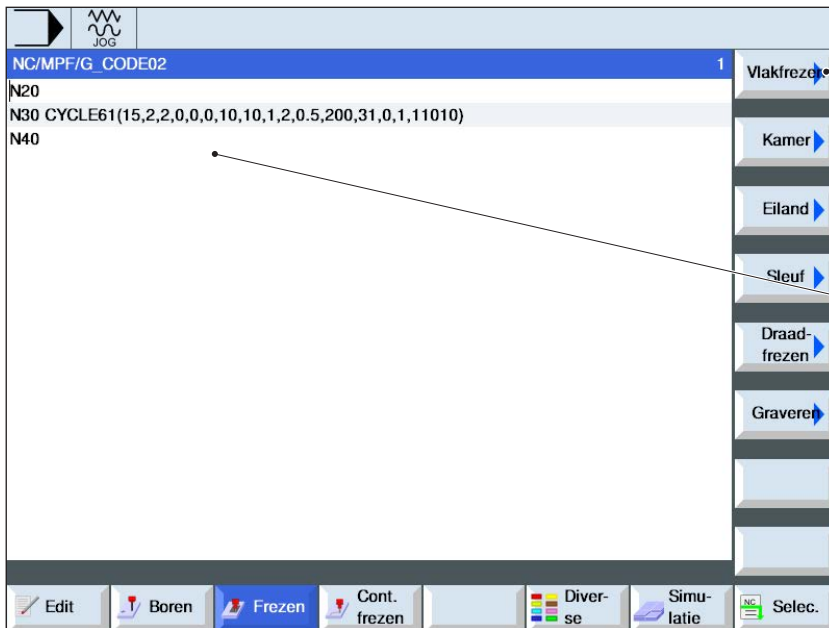 JOG
NC/MPF/G_CODE02 1
N20
N30 CYCLE61(15,2,2,0,0,0,10,10,1,2,0.5,200,31,0,1,11010)
N40
Vlakfrezen
Kamer
Eiland
Sleuf
Draad-
frezen
Graveren
Edit
Boren
Frezen
Cont.
frezen
Diver-
se
Simu-
latie
NC
Selec.